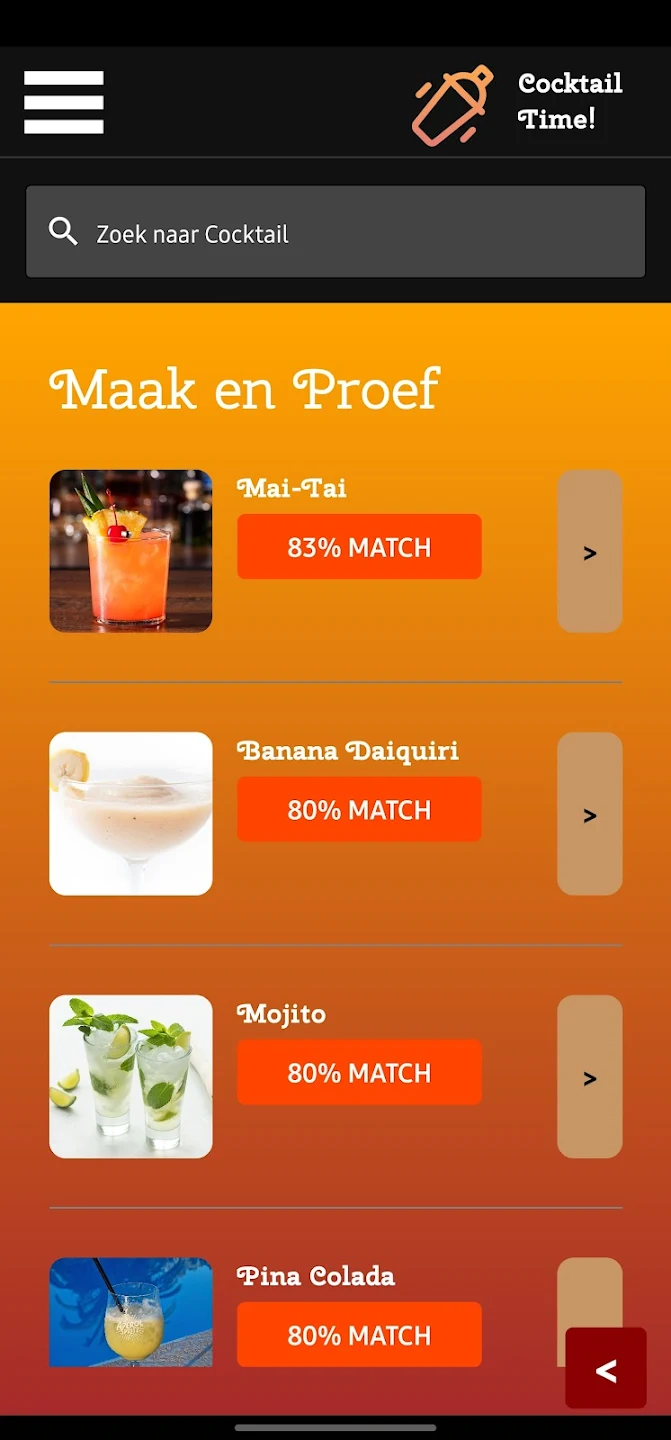 Cocktail
Time!
Zoek naar Cocktail
Maak en Proef
Mai-Tai
83% MATCH
>
Banana Daiquiri
80% MATCH
>
Mojito
80% MATCH
>
Pina Colada
80% MATCH
<